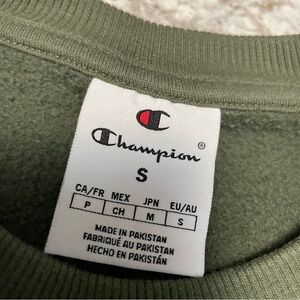 Champion®
S
CA/FR MEX JPN EU/AU
P CH M S
MADE IN PAKISTAN
FABRIQUÉ AU PAKISTAN
HECHO EN PAKISTÁN